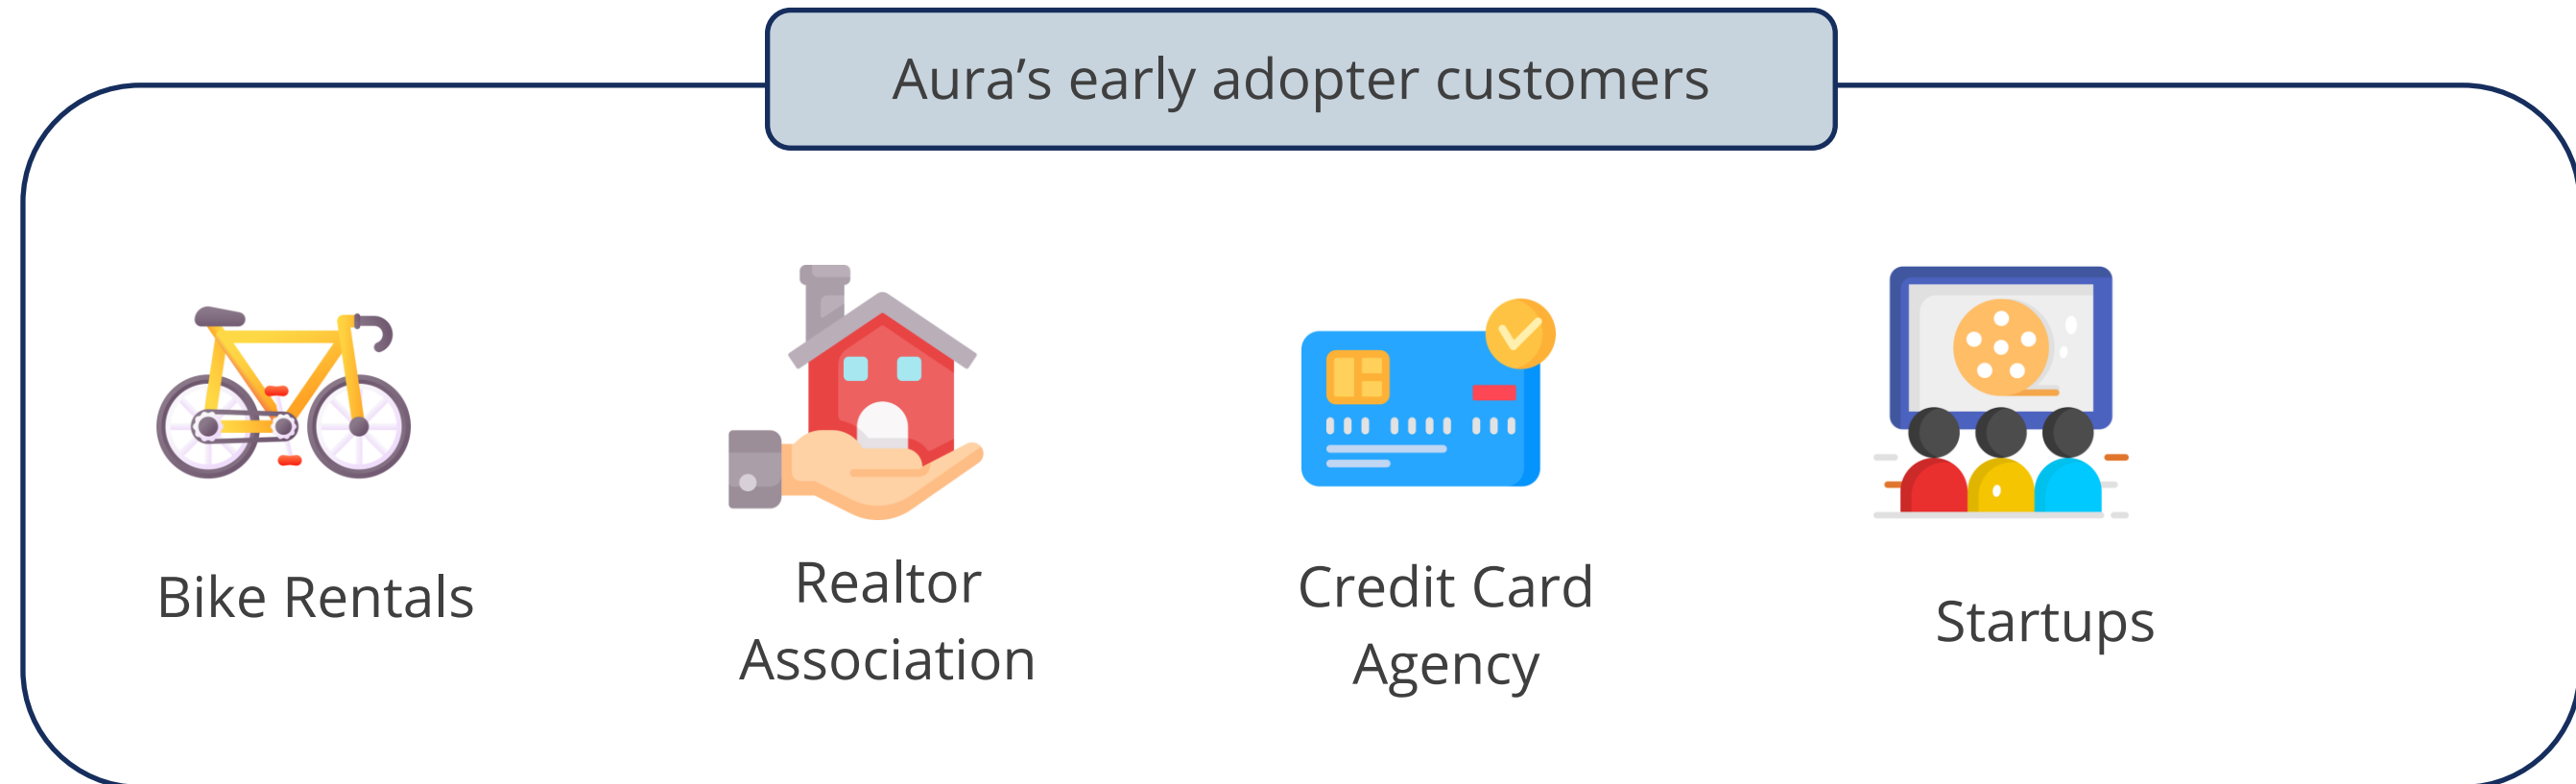 Aura’s early adopter customers
Bike Rentals
Realtor
Association
Credit Card
Agency
Startups